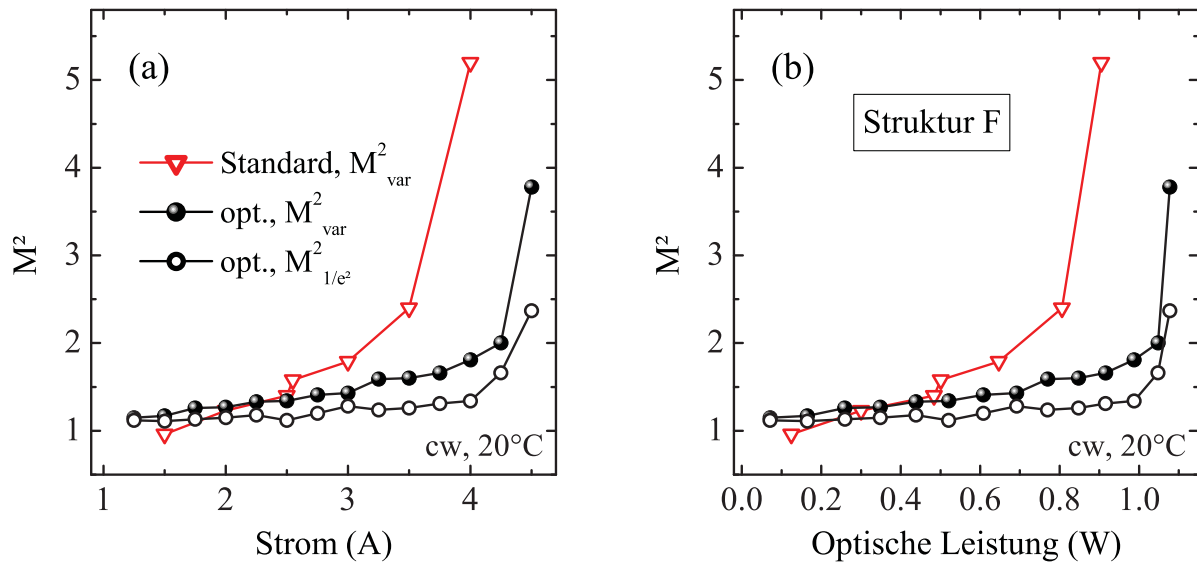 (a)
M²
5
4
3
2
1
Standard, M²var
opt., M²var
opt., M²1/e²
cw, 20°C
1 2 3 4
Strom (A)
(b)
M²
5
4
3
2
1
Struktur F
cw, 20°C
0.0 0.2 0.4 0.6 0.8 1.0
Optische Leistung (W)